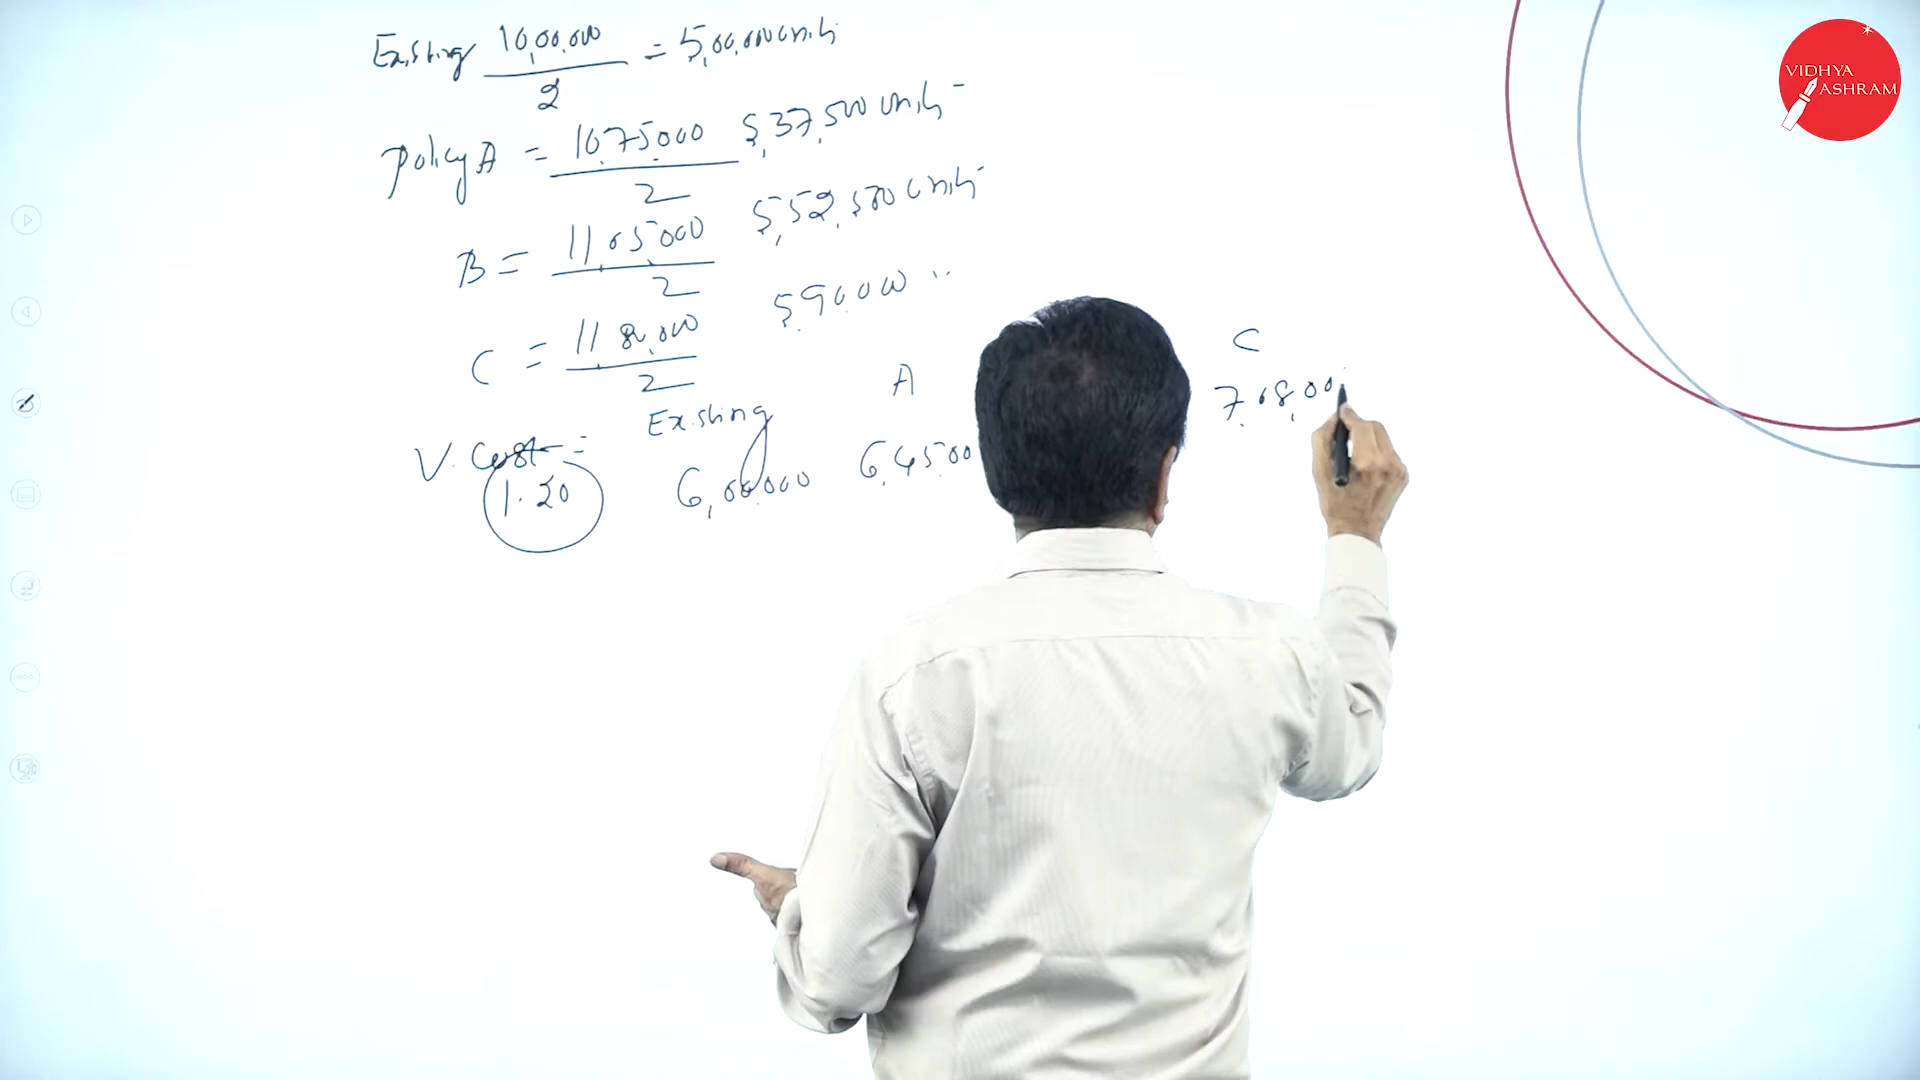 Existing 10,00,000 / 2 = 5,00,000 units
Policy A = 10,75,000 / 2 5,37,500 units
B = 11,05,000 / 2 5,52,500 units
C = 11,80,000 / 2 5,90,000 "
Existing A C
V. Cost = 6,00,000 6,45,00 7,08,00
1.20
VIDHYA
ASHRAM